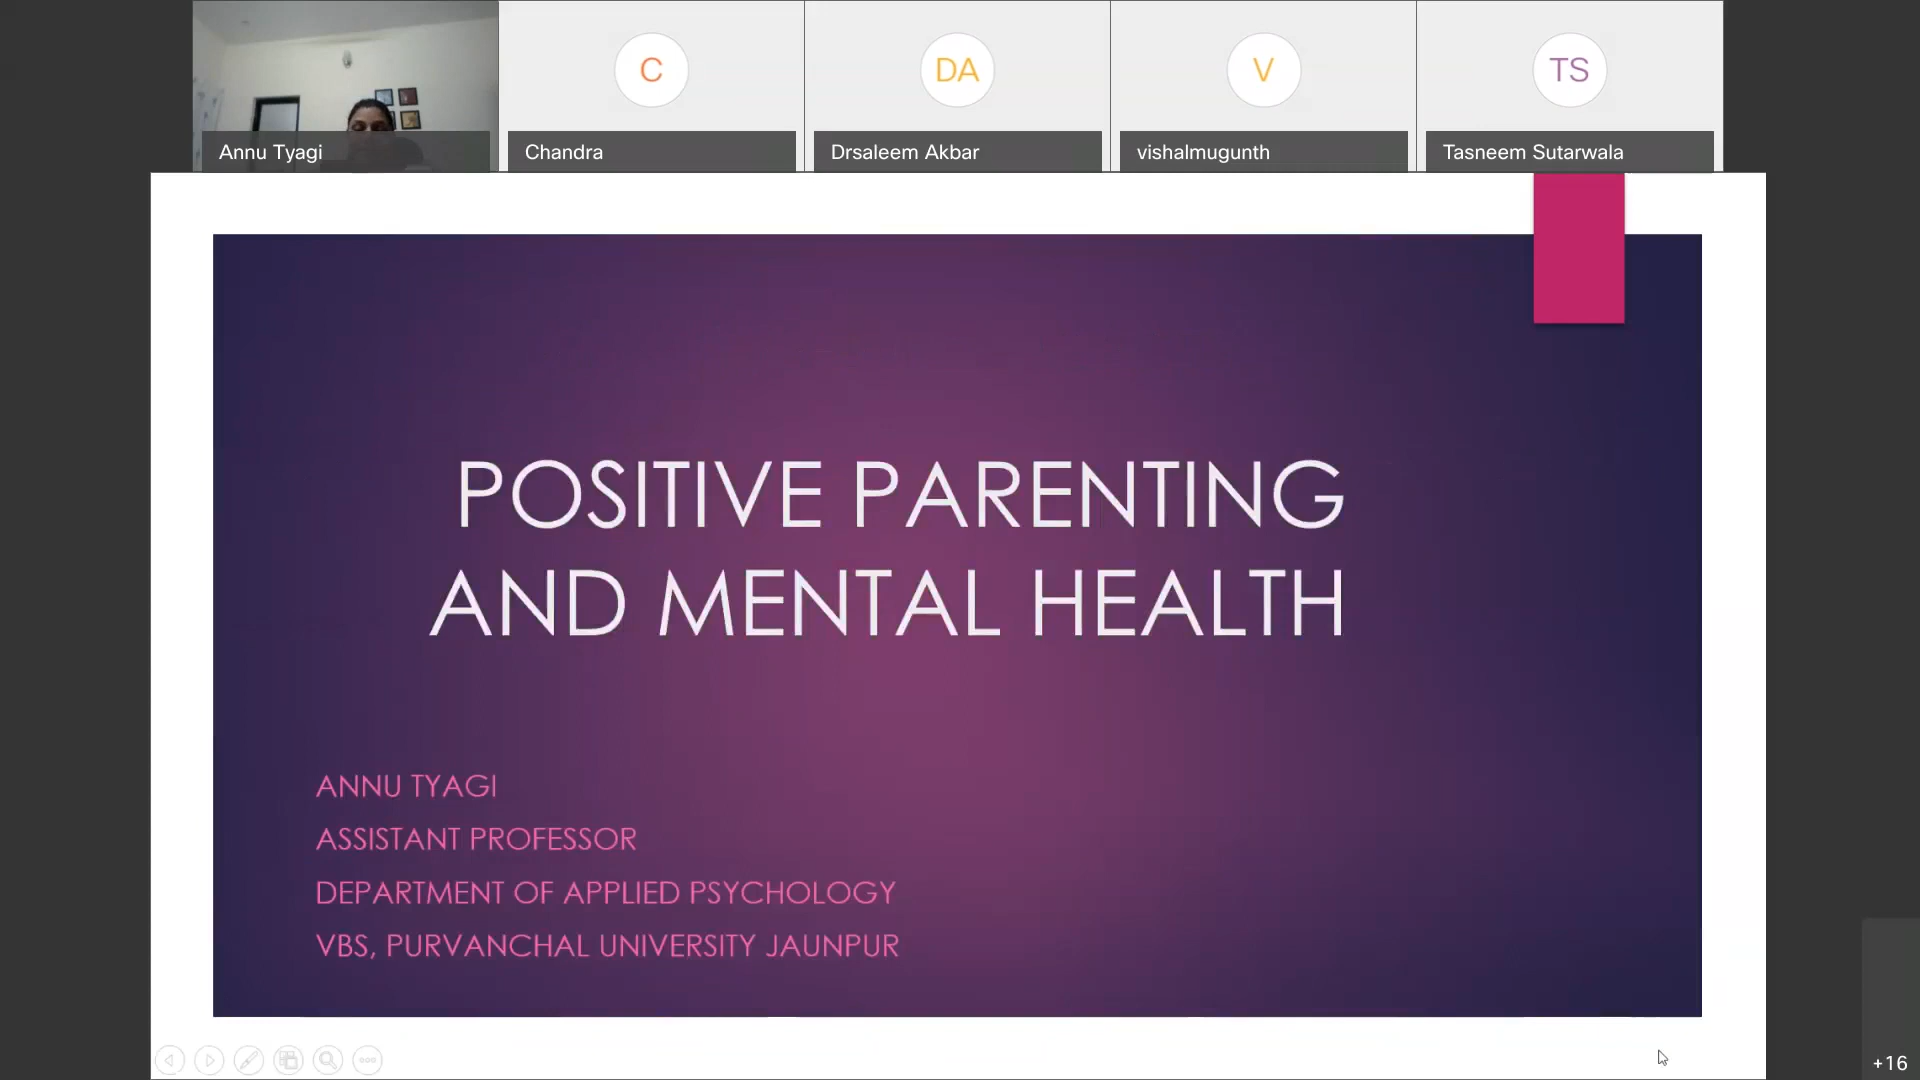 C
DA
V
TS
Annu Tyagi
Chandra
Drsaleem Akbar
vishalmugunth
Tasneem Sutarwala
POSITIVE PARENTING
AND MENTAL HEALTH
ANNU TYAGI
ASSISTANT PROFESSOR
DEPARTMENT OF APPLIED PSYCHOLOGY
VBS, PURVANCHAL UNIVERSITY JAUNPUR
+16